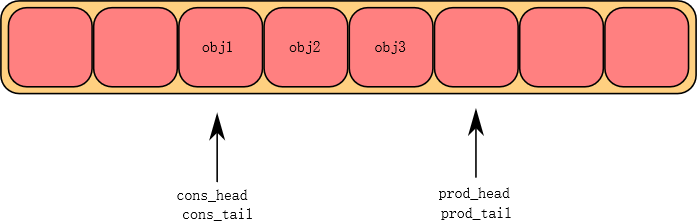 obj1 obj2 obj3
cons_head
cons_tail
prod_head
prod_tail